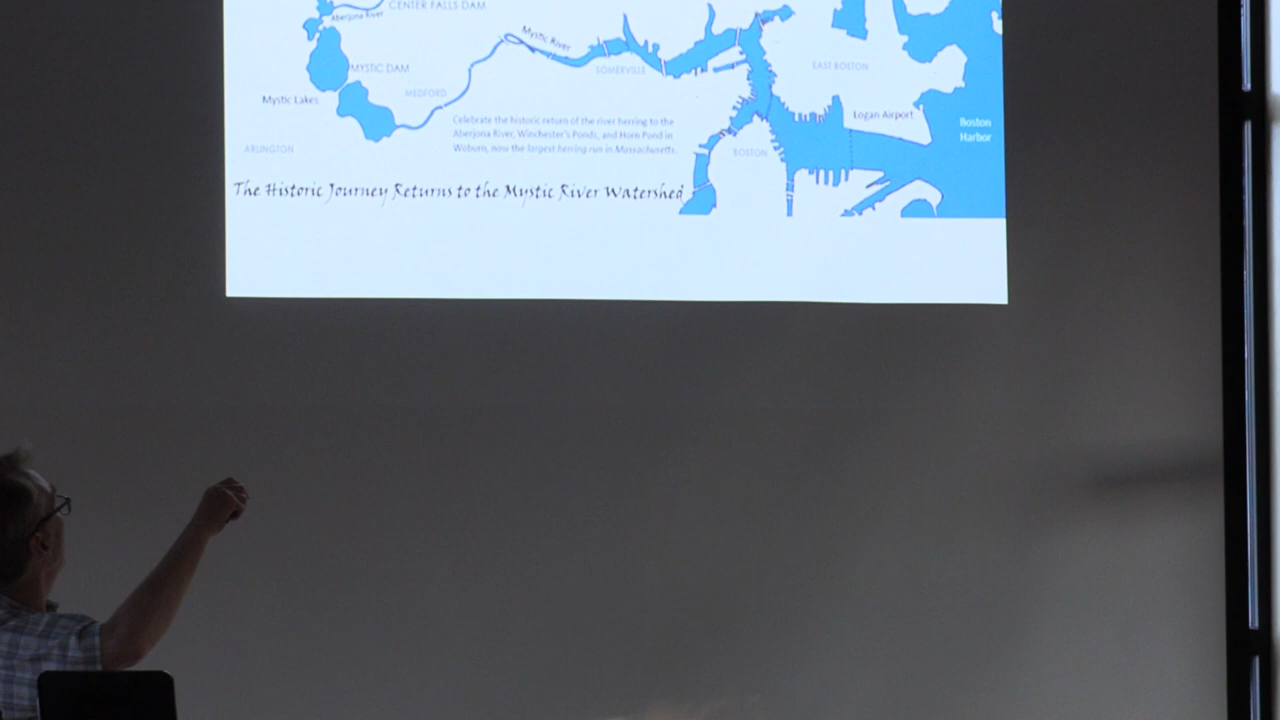 CENTER FALLS DAM
Aberjona River
Mystic River
MYSTIC DAM
SOMERVILLE
EAST BOSTON
Mystic Lakes
MEDFORD
Logan Airport
Boston
Harbor
Celebrate the historic return of the river herring to the
Aberjona River, Winchester's Ponds, and Horn Pond in
Woburn, now the largest herring run in Massachusetts.
ARLINGTON
BOSTON
The Historic Journey Returns to the Mystic River Watershed